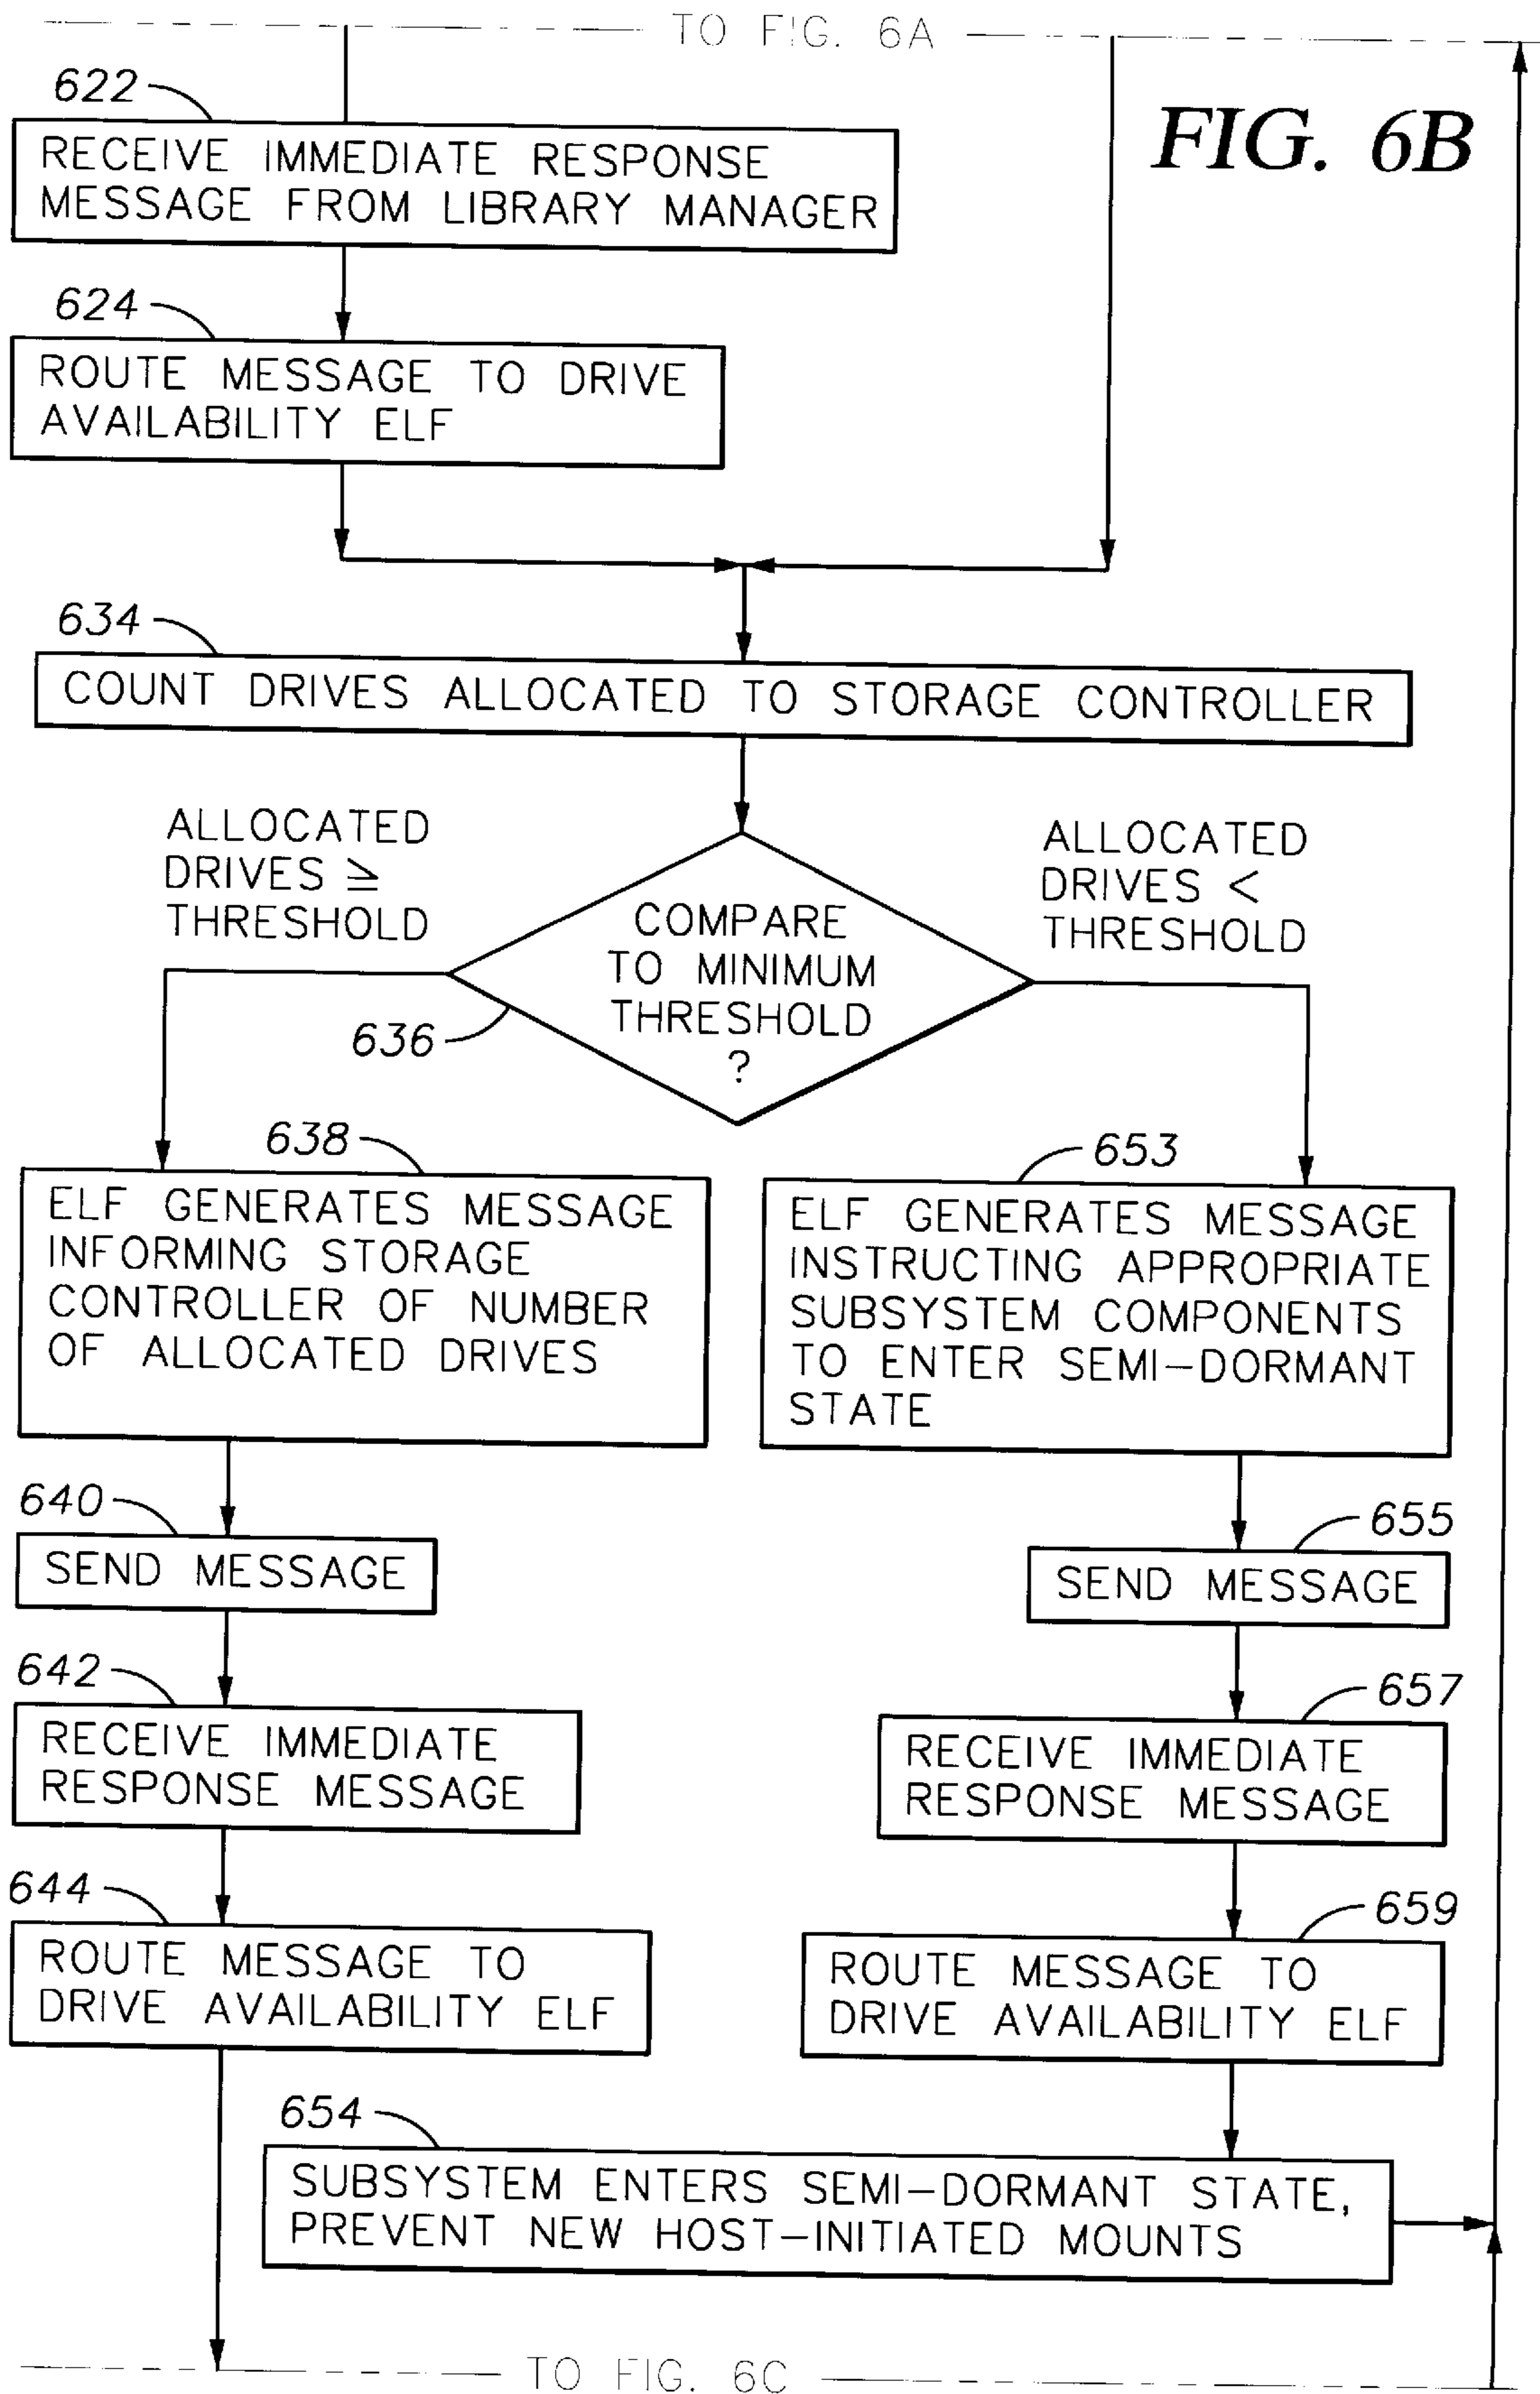 TO FIG. 6A
FIG. 6B
622
RECEIVE IMMEDIATE RESPONSE
MESSAGE FROM LIBRARY MANAGER
624
ROUTE MESSAGE TO DRIVE
AVAILABILITY ELF
634
COUNT DRIVES ALLOCATED TO STORAGE CONTROLLER
ALLOCATED
DRIVES ≥
THRESHOLD
COMPARE
TO MINIMUM
THRESHOLD
?
636
ALLOCATED
DRIVES <
THRESHOLD
638
ELF GENERATES MESSAGE
INFORMING STORAGE
CONTROLLER OF NUMBER
OF ALLOCATED DRIVES
653
ELF GENERATES MESSAGE
INSTRUCTING APPROPRIATE
SUBSYSTEM COMPONENTS
TO ENTER SEMI-DORMANT
STATE
640
SEND MESSAGE
655
SEND MESSAGE
642
RECEIVE IMMEDIATE
RESPONSE MESSAGE
657
RECEIVE IMMEDIATE
RESPONSE MESSAGE
644
ROUTE MESSAGE TO
DRIVE AVAILABILITY ELF
659
ROUTE MESSAGE TO
DRIVE AVAILABILITY ELF
654
SUBSYSTEM ENTERS SEMI-DORMANT STATE,
PREVENT NEW HOST-INITIATED MOUNTS
TO FIG. 6C